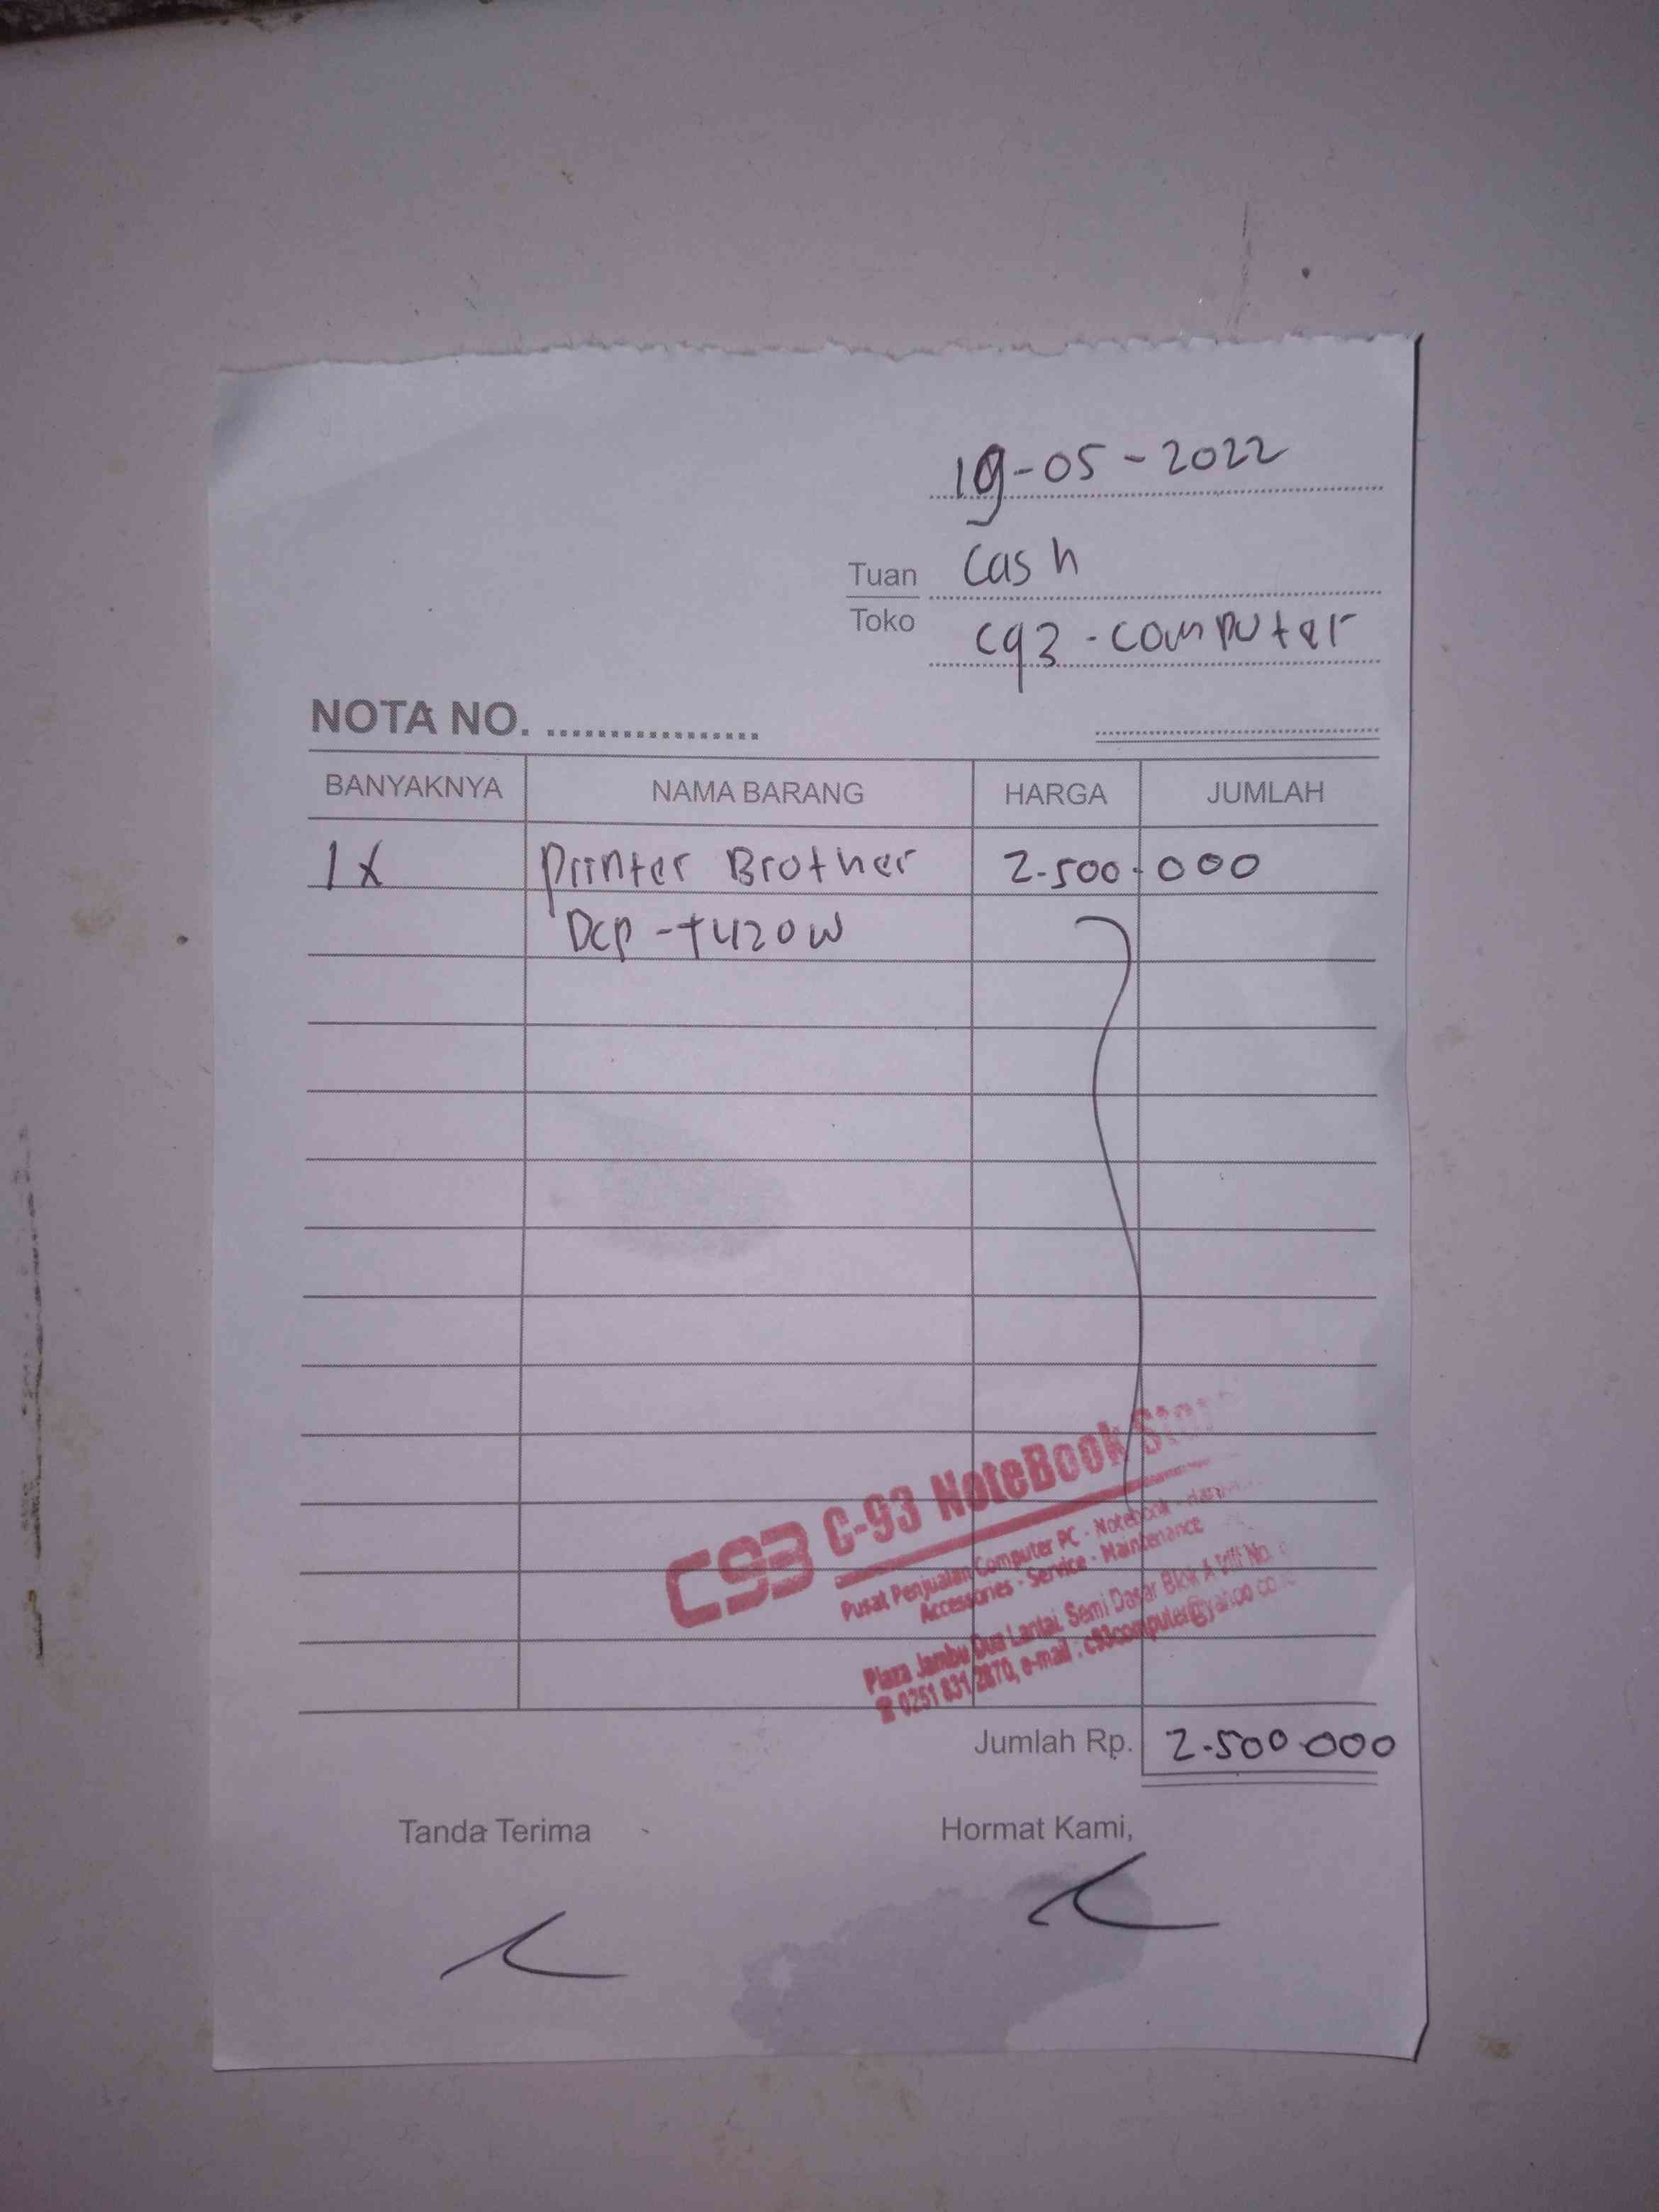 19-05-2022
Tuan Cash
Toko C93-computer
NOTA NO. ..................
BANYAKNYA NAMA BARANG HARGA JUMLAH
1x Printer Brother 2.500.000
Dcp-T420W
C93 C-93 NoteBook Store
Pusat Penjualan Computer PC - Notebook -
Accessories - Service - Maintenance
Plaza Jambu Dua Lantai Semi Dasar Blok A No.
☎ 0251 831 2870, e-mail : c93computer@yahoo.co
Jumlah Rp. 2.500.000
Tanda Terima Hormat Kami,